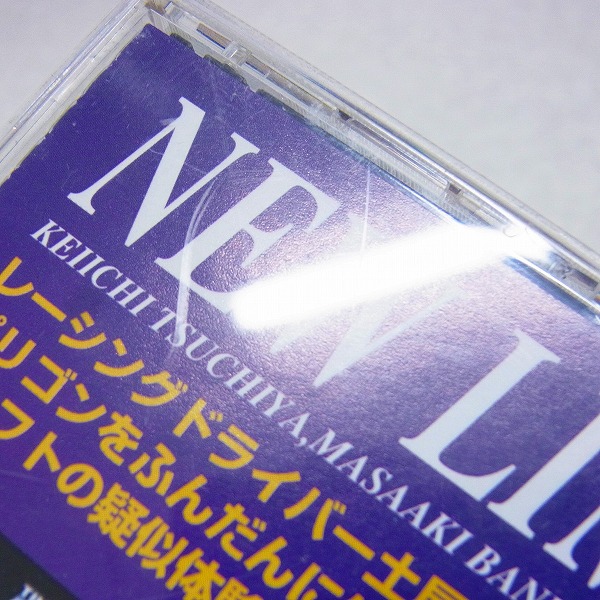 NEW LI
KEIICHI TSUCHIYA, MASAAKI BAN
レーシングドライバー土屋
ポリゴンをふんだんに
フトの疑似体験